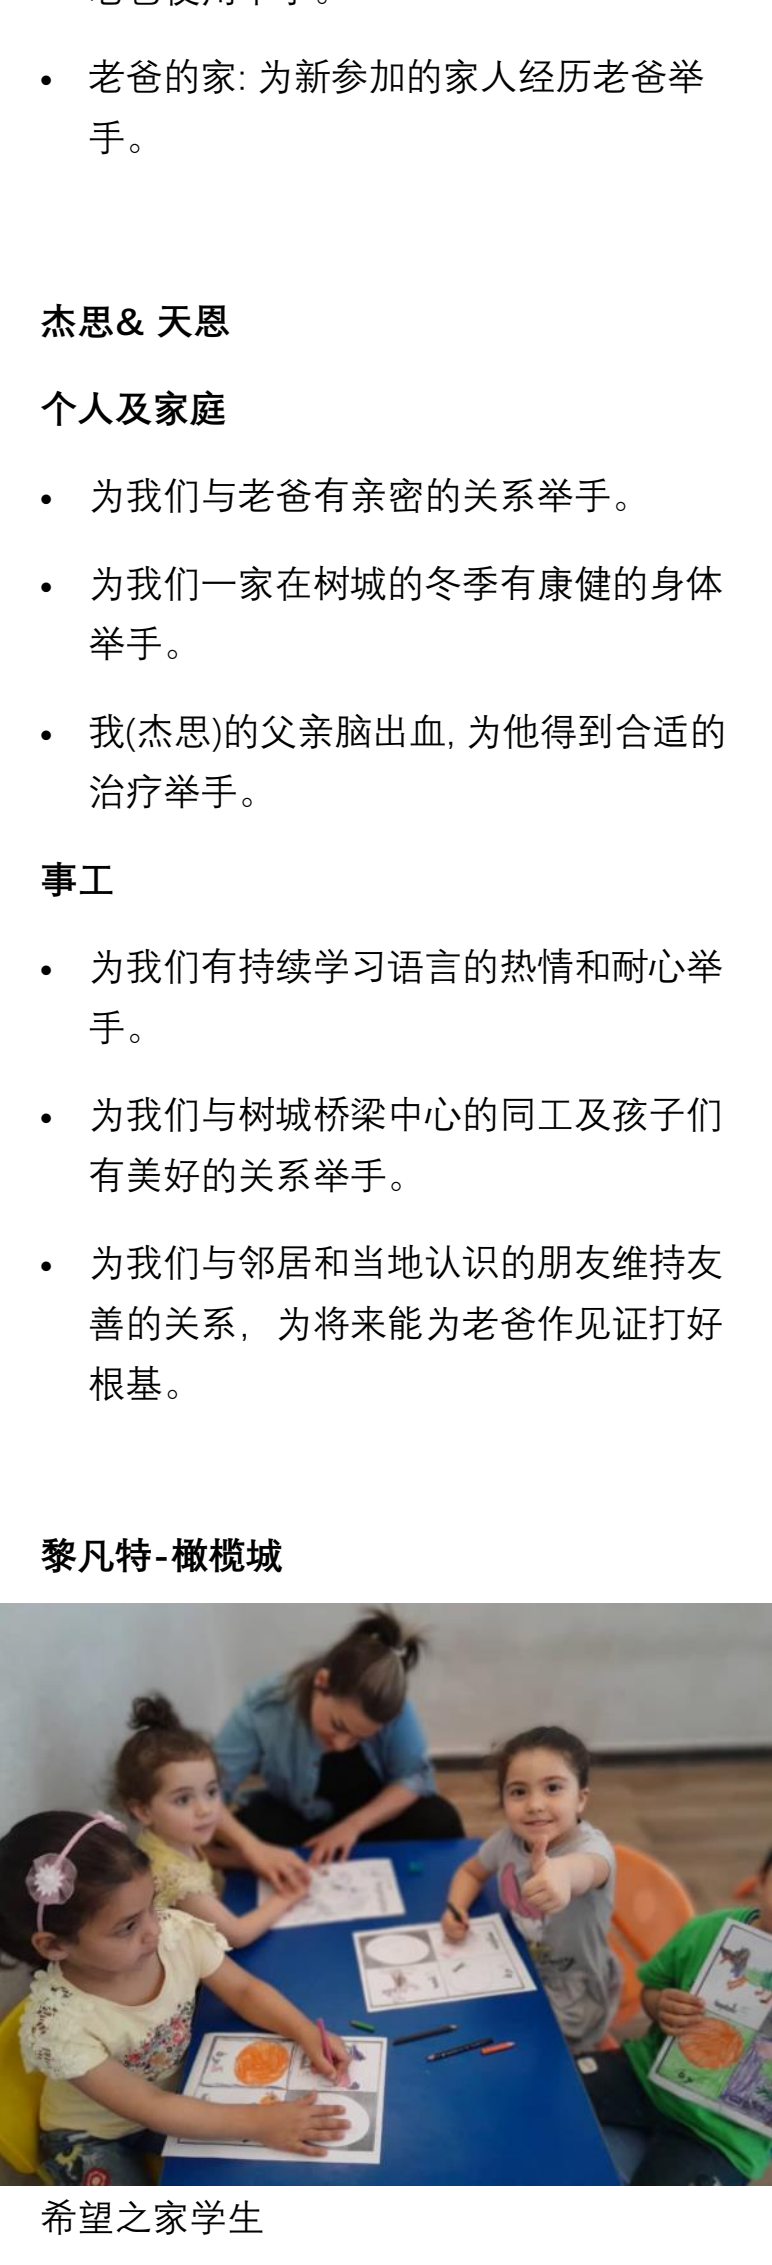 老爸的家: 为新参加的家人经历老爸举
手。
杰思& 天恩
个人及家庭
为我们与老爸有亲密的关系举手。
为我们一家在树城的冬季有康健的身体
举手。
我(杰思)的父亲脑出血, 为他得到合适的
治疗举手。
事工
为我们有持续学习语言的热情和耐心举
手。
为我们与树城桥梁中心的同工及孩子们
有美好的关系举手。
为我们与邻居和当地认识的朋友维持友
善的关系，为将来能为老爸作见证打好
根基。
黎凡特-橄榄城
希望之家学生